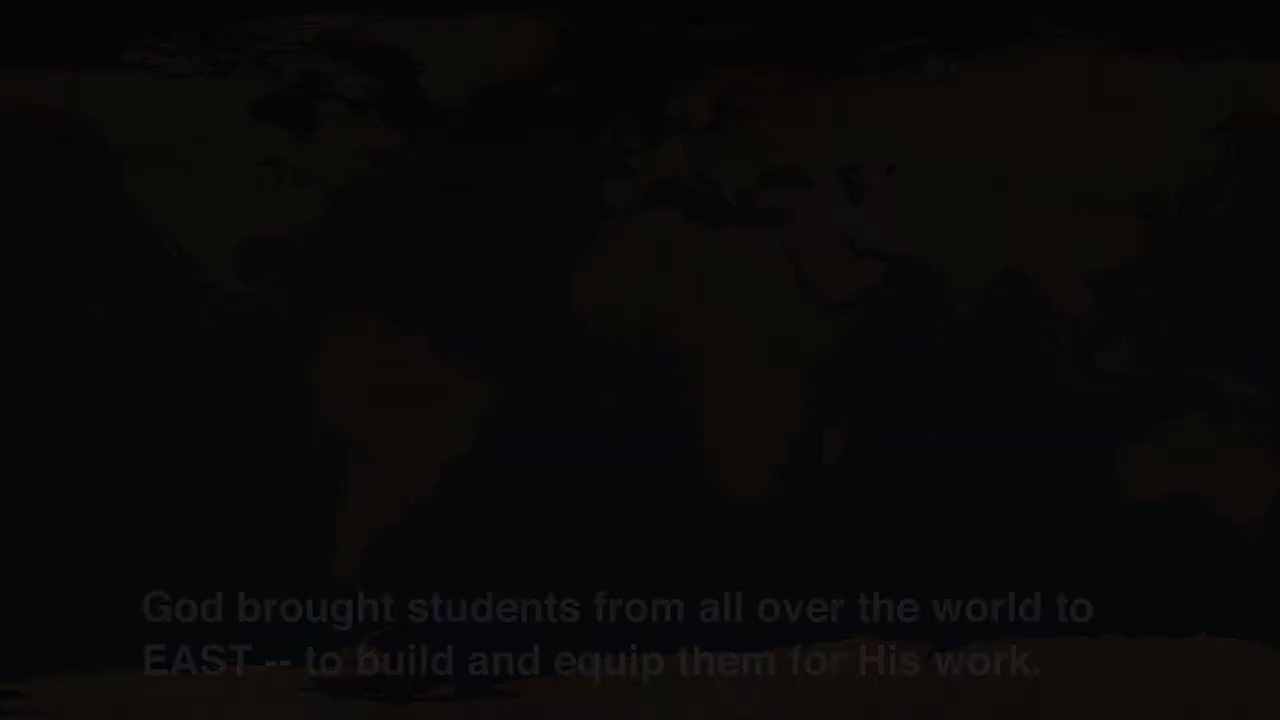 God brought students from all over the world to
EAST -- to build and equip them for His work.